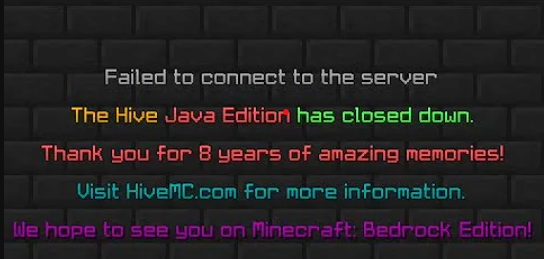 Failed to connect to the server
The Hive Java Edition has closed down.
Thank you for 8 years of amazing memories!
Visit HiveMC.com for more information.
We hope to see you on Minecraft: Bedrock Edition!